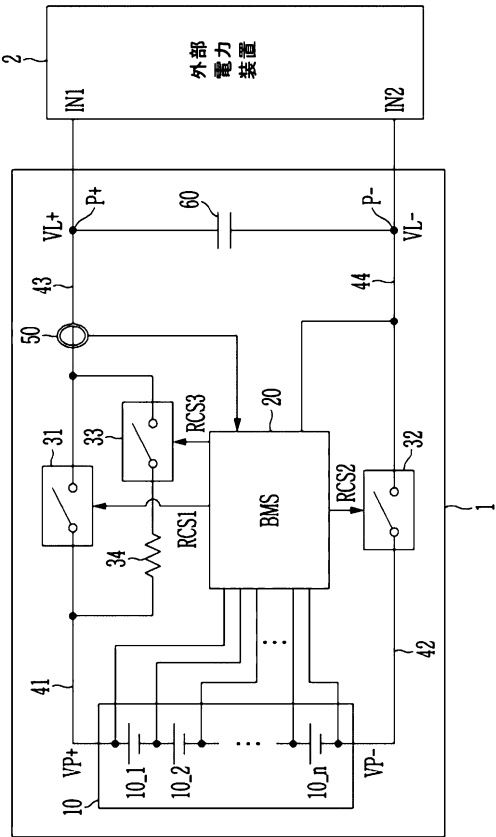 2
外部
電力
装置
IN1
IN2
VL+
P+
60
P-
VL-
43
44
50
31
33
RCS3
20
32
RCS1
BMS
RCS2
34
1
41
42
VP+
10
10_1
10_2
10_n
VP-